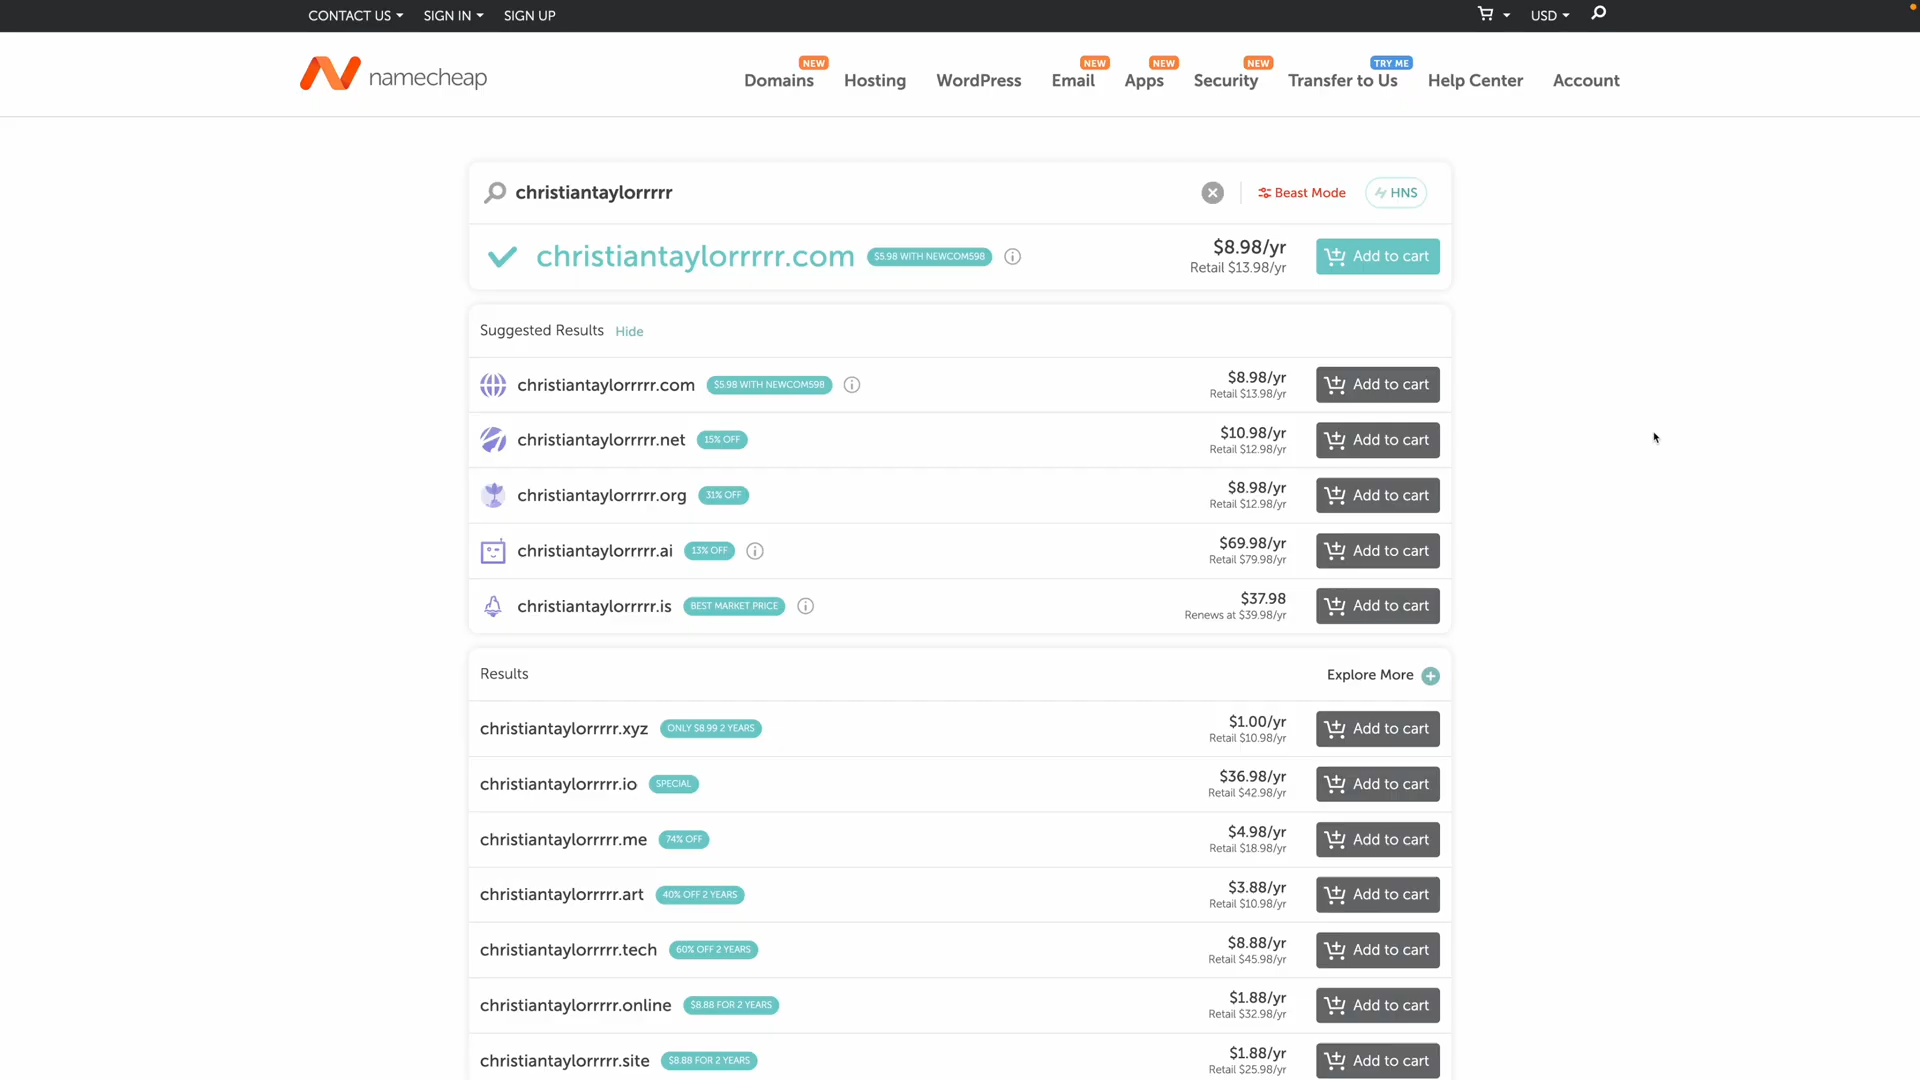 CONTACT US SIGN IN SIGN UP USD
namecheap
NEW NEW NEW NEW TRY ME
Domains Hosting WordPress Email Apps Security Transfer to Us Help Center Account
christiantaylorrrrr Beast Mode HNS
christiantaylorrrrr.com $5.98 WITH NEWCOM598 $8.98/yr Add to cart
Retail $13.98/yr
Suggested Results Hide
christiantaylorrrrr.com $5.98 WITH NEWCOM598 $8.98/yr Add to cart
Retail $13.98/yr
christiantaylorrrrr.net 15% OFF $10.98/yr Add to cart
Retail $12.98/yr
christiantaylorrrrr.org 31% OFF $8.98/yr Add to cart
Retail $12.98/yr
christiantaylorrrrr.ai 13% OFF $69.98/yr Add to cart
Retail $79.98/yr
christiantaylorrrrr.is BEST MARKET PRICE $37.98 Add to cart
Renews at $39.98/yr
Results Explore More
christiantaylorrrrr.xyz ONLY $8.99 2 YEARS $1.00/yr Add to cart
Retail $10.98/yr
christiantaylorrrrr.io SPECIAL $36.98/yr Add to cart
Retail $42.98/yr
christiantaylorrrrr.me 74% OFF $4.98/yr Add to cart
Retail $18.98/yr
christiantaylorrrrr.art 40% OFF 2 YEARS $3.88/yr Add to cart
Retail $10.98/yr
christiantaylorrrrr.tech 60% OFF 2 YEARS $8.88/yr Add to cart
Retail $45.98/yr
christiantaylorrrrr.online $8.88 FOR 2 YEARS $1.88/yr Add to cart
Retail $32.98/yr
christiantaylorrrrr.site $8.88 FOR 2 YEARS $1.88/yr Add to cart
Retail $25.98/yr